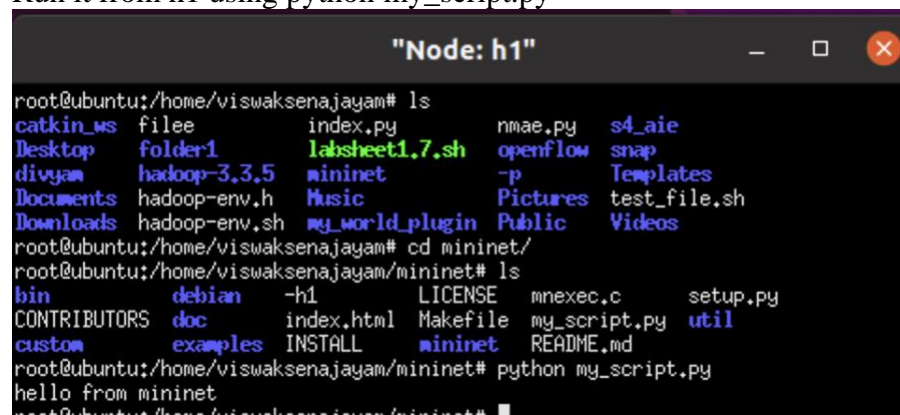 Run it from h1 using python my_script.py
"Node: h1"
root@ubuntu:/home/viswaksenajayam# ls
catkin_ws filee index.py nmae.py s4_aie
Desktop folder1 labsheet1.7.sh openflow snap
divyam hadoop-3.3.5 mininet -p Templates
Documents hadoop-env.h Music Pictures test_file.sh
Downloads hadoop-env.sh my_world_plugin Public Videos
root@ubuntu:/home/viswaksenajayam# cd mininet/
root@ubuntu:/home/viswaksenajayam/mininet# ls
bin debian -h1 LICENSE mnexec.c setup.py
CONTRIBUTORS doc index.html Makefile my_script.py util
custom examples INSTALL mininet README.md
root@ubuntu:/home/viswaksenajayam/mininet# python my_script.py
hello from mininet
root@ubuntu:/home/viswaksenajayam/mininet#